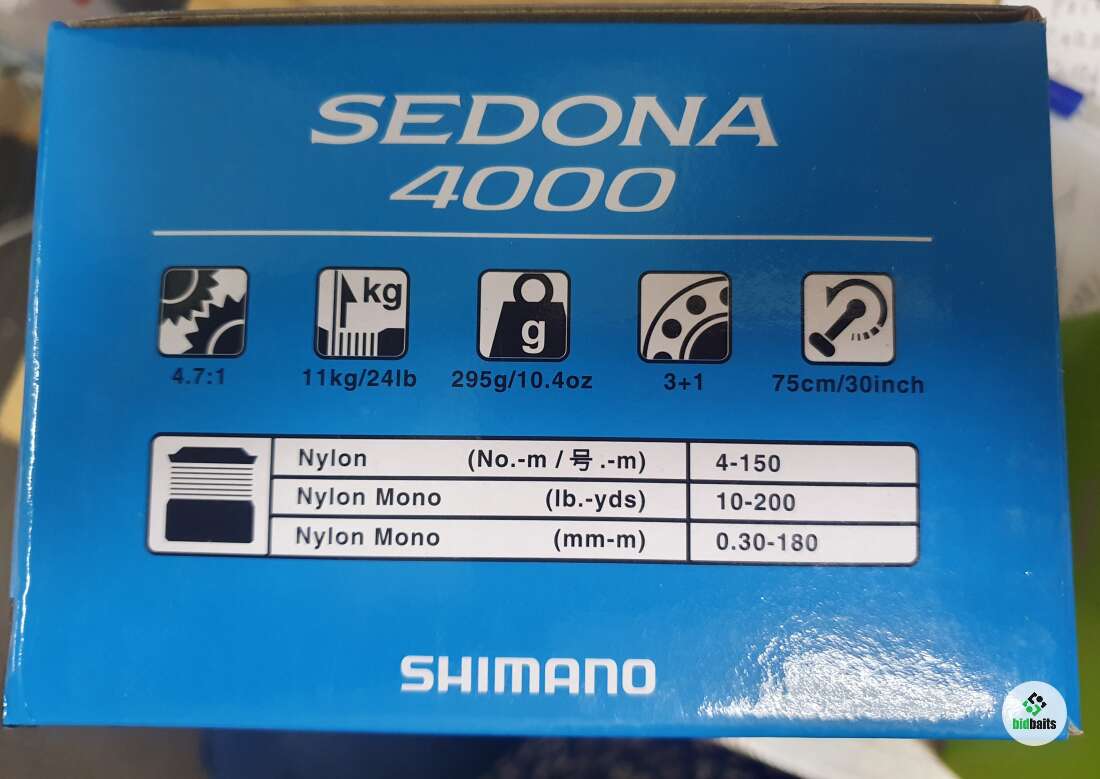 SEDONA
4000
kg
g
4.7:1 11kg/24lb 295g/10.4oz 3+1 75cm/30inch
Nylon (No.-m / 号 .-m) 4-150
Nylon Mono (lb.-yds) 10-200
Nylon Mono (mm-m) 0.30-180
SHIMANO
bidbaits